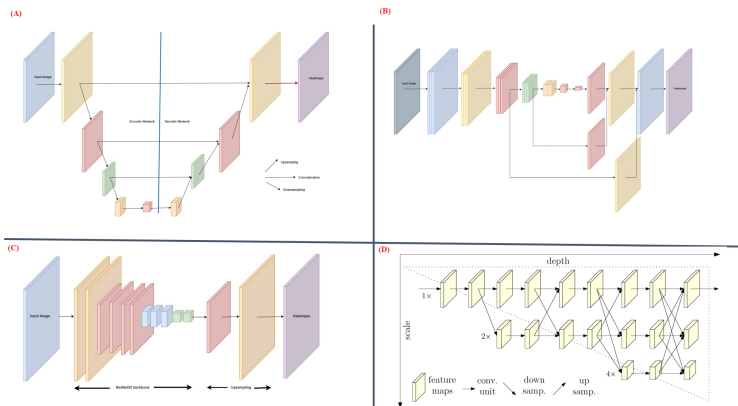 (A)
Input Image
Heatmaps
Encoder Network
Decoder Network
Upsampling
Concatenation
Downsampling
(B)
Input Image
Heatmaps
(C)
Input Image
Heatmaps
ResNet50 backbone
Upsampling
(D)
depth
scale
1×
2×
4×
feature
maps
conv.
unit
down
samp.
up
samp.